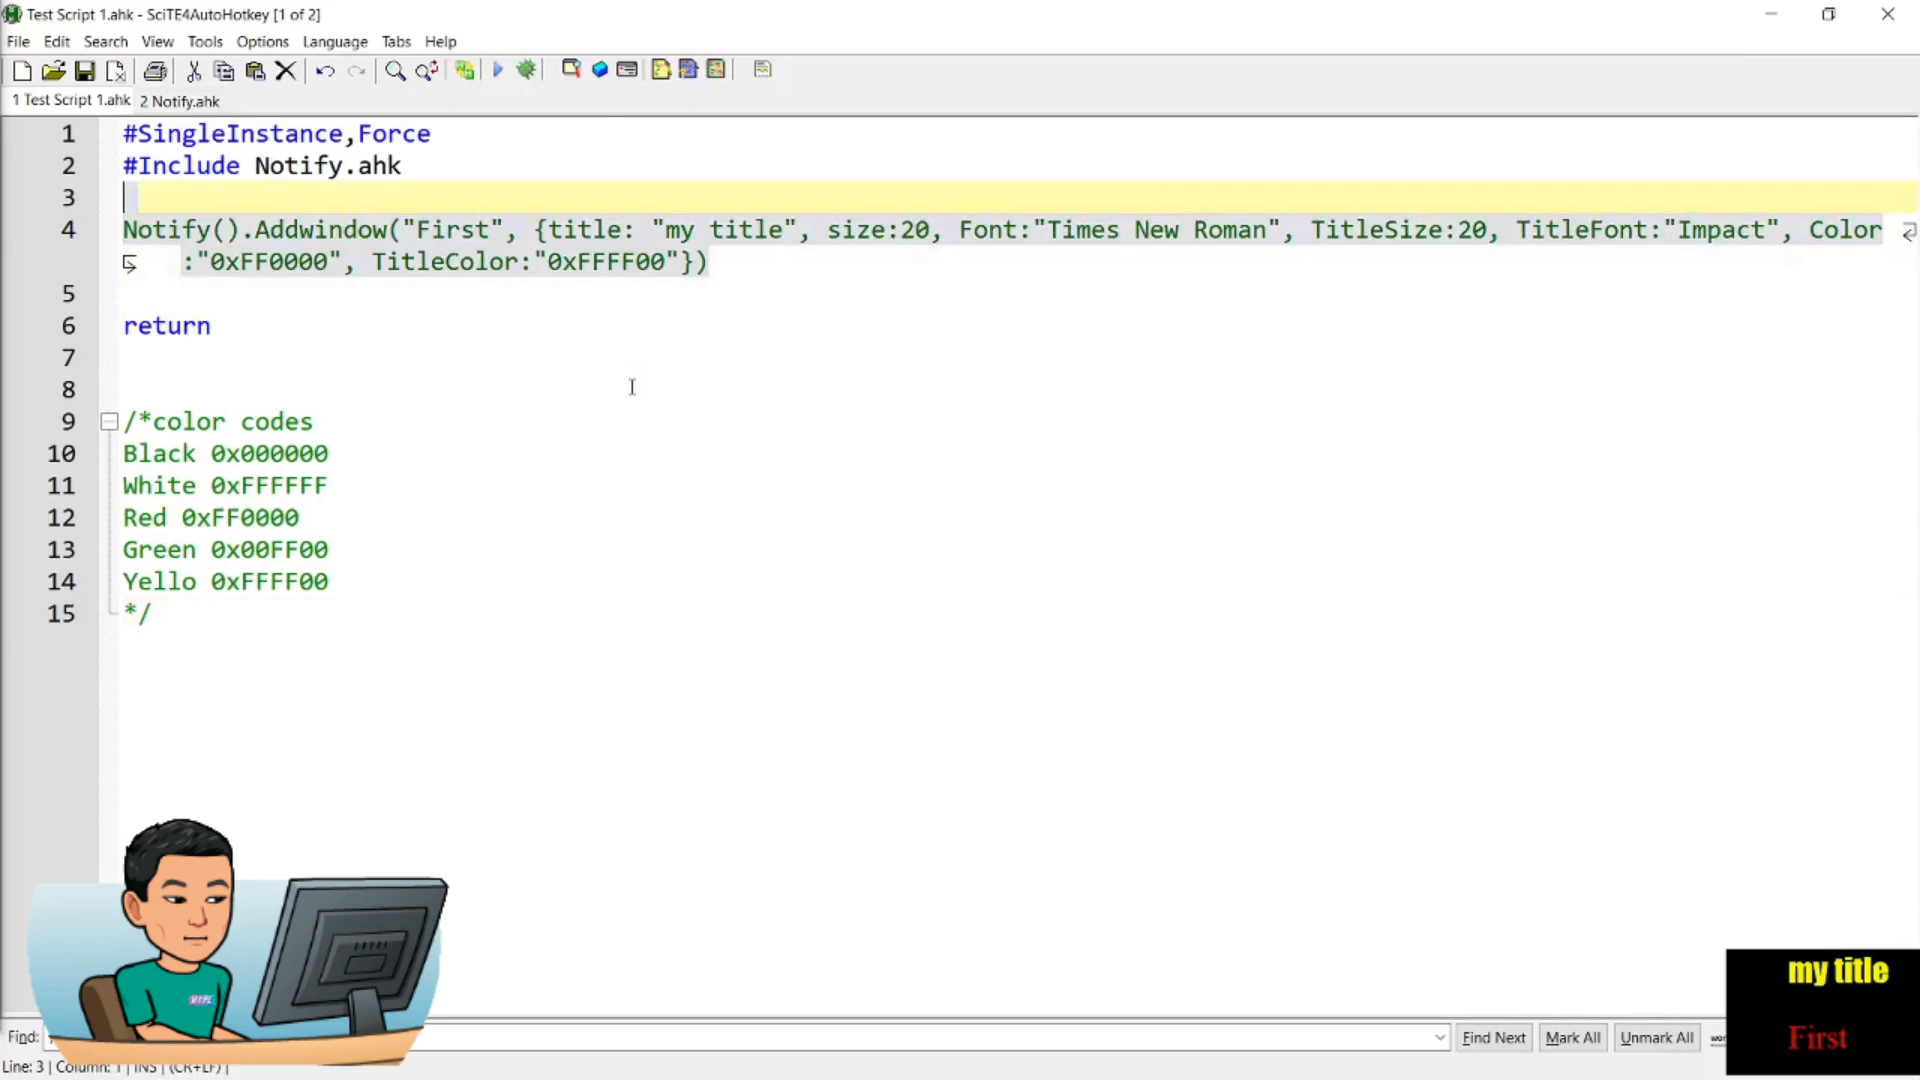 Test Script 1.ahk - SciTE4AutoHotkey [1 of 2]
File Edit Search View Tools Options Language Tabs Help
1 Test Script 1.ahk 2 Notify.ahk
1 #SingleInstance,Force
2 #Include Notify.ahk
3
4 Notify().Addwindow("First", {title: "my title", size:20, Font:"Times New Roman", TitleSize:20, TitleFont:"Impact", Color
:"0xFF0000", TitleColor:"0xFFFF00"})
5
6 return
7
8
9 /*color codes
10 Black 0x000000
11 White 0xFFFFFF
12 Red 0xFF0000
13 Green 0x00FF00
14 Yello 0xFFFF00
15 */
my title
First
Find: Find Next Mark All Unmark All
Line: 3 | Column: 1 | INS | (CR+LF) |